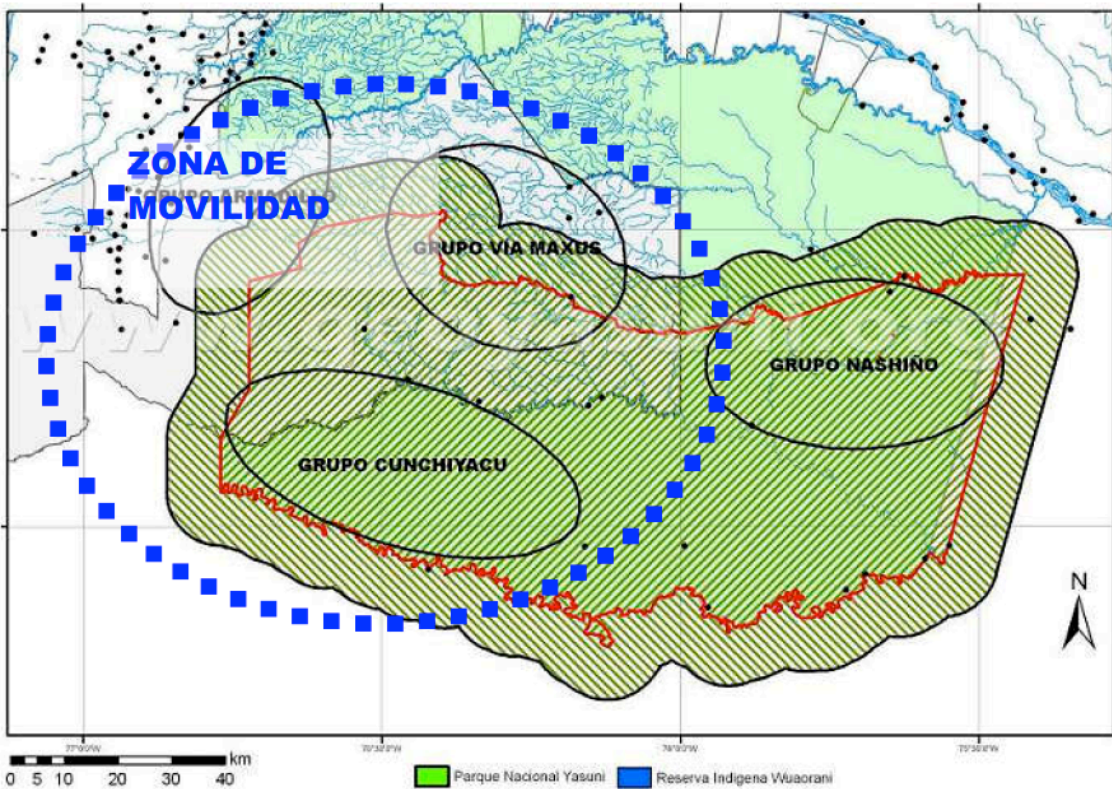 ZONA DE
MOVILIDAD
GRUPO ARMADILLO
GRUPO VÍA MAXUS
GRUPO NASHIÑO
GRUPO CUNCHIYACU
N
km
0 5 10 20 30 40
Parque Nacional Yasuni
Reserva Indigena Wuaorani